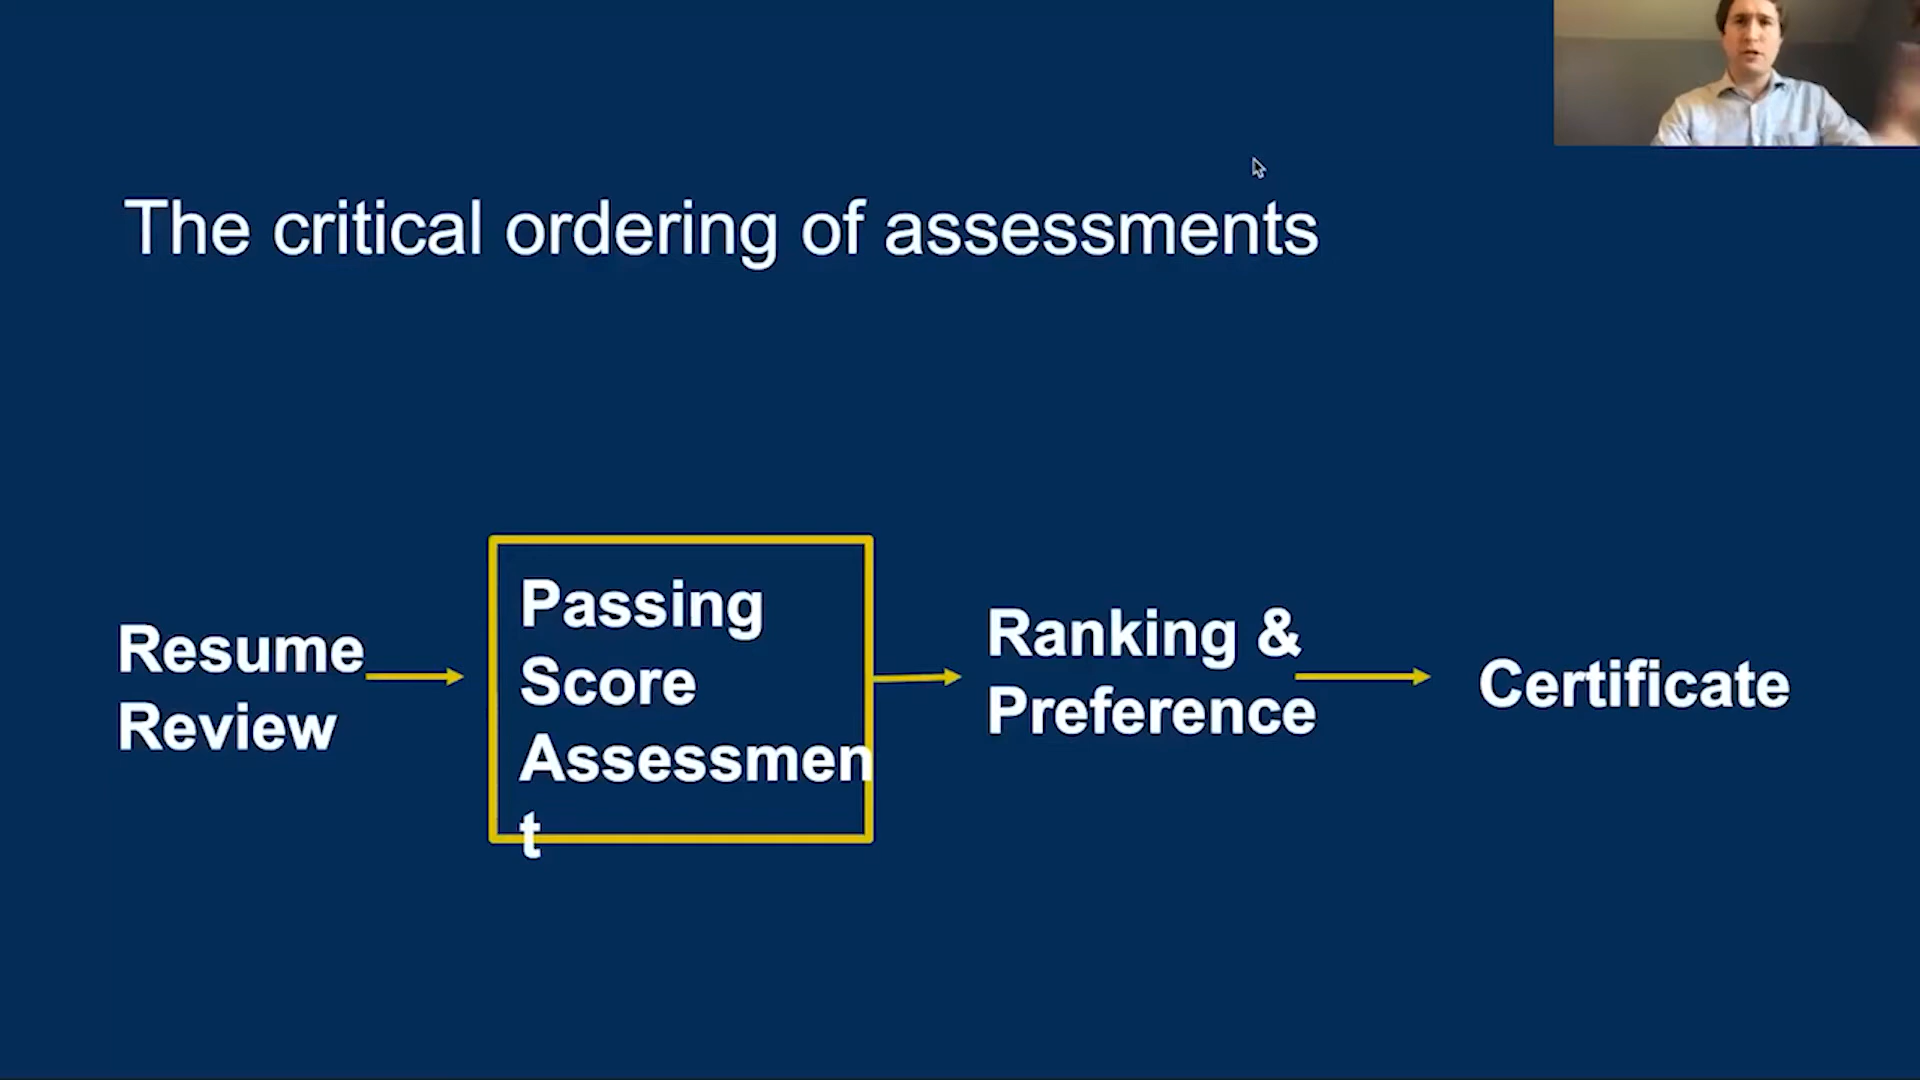 The critical ordering of assessments
Resume
Review
Passing
Score
Assessmen
t
Ranking &
Preference
Certificate